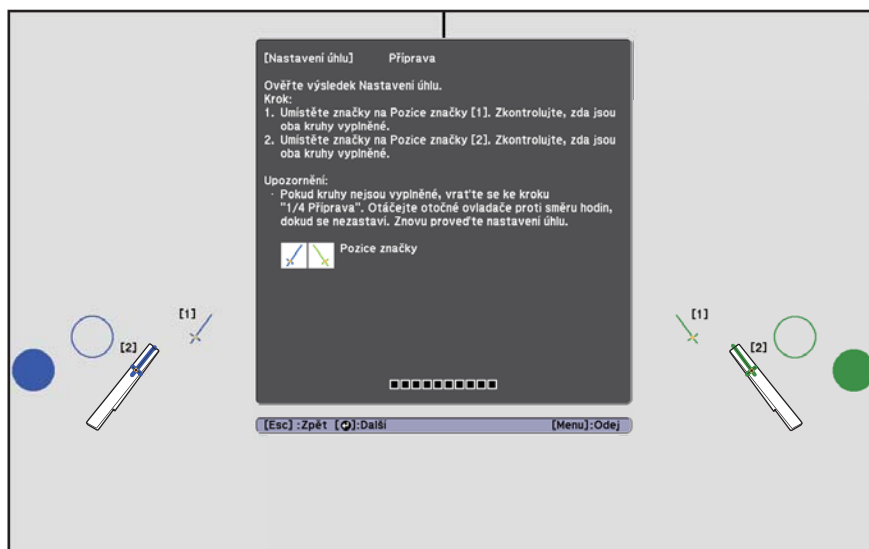 [Nastavení úhlu] Příprava
Ověřte výsledek Nastavení úhlu.
Krok:
1. Umístěte značky na Pozice značky [1]. Zkontrolujte, zda jsou
oba kruhy vyplněné.
2. Umístěte značky na Pozice značky [2]. Zkontrolujte, zda jsou
oba kruhy vyplněné.
Upozornění:
· Pokud kruhy nejsou vyplněné, vraťte se ke kroku
"1/4 Příprava". Otáčejte otočné ovladače proti směru hodin,
dokud se nezastaví. Znovu proveďte nastavení úhlu.
Pozice značky
[1]
[2]
[1]
[2]
[Esc] :Zpět [⏎]:Další [Menu]:Odej